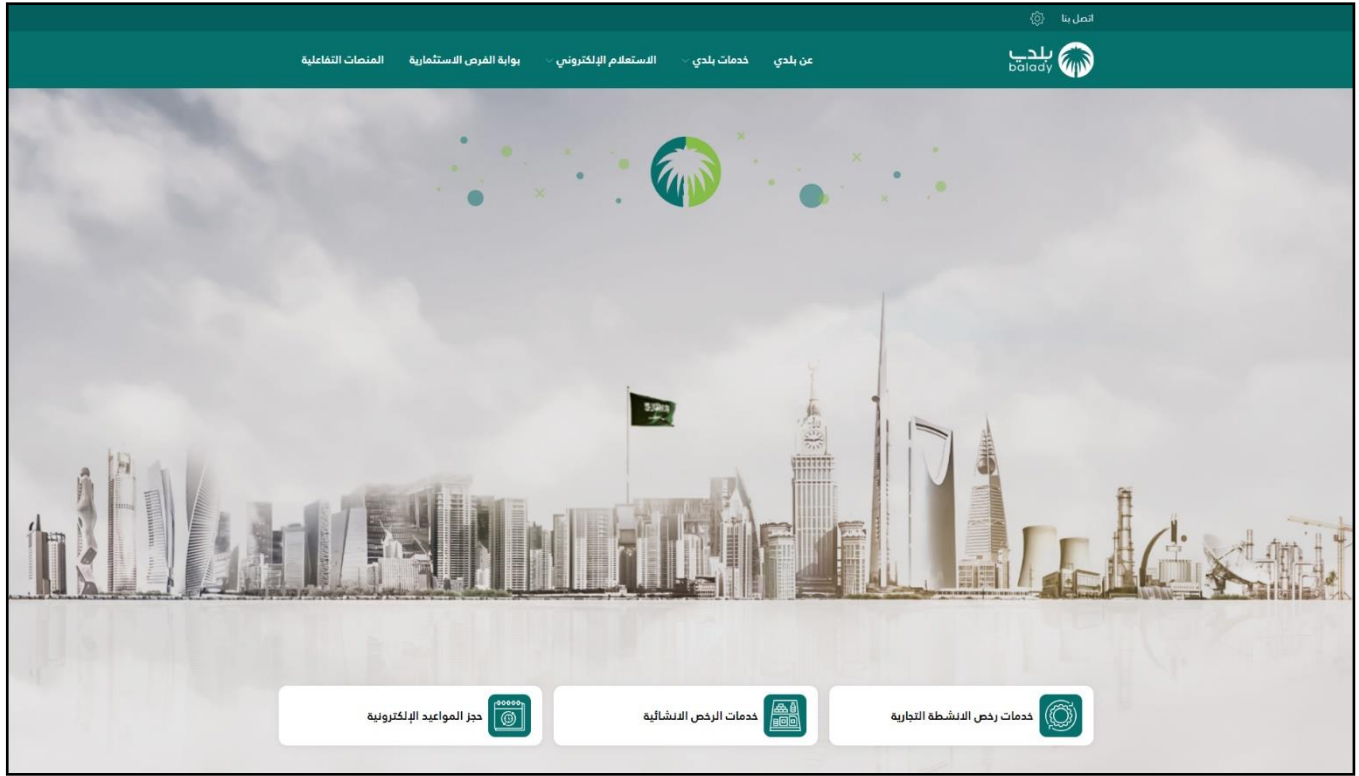 اتصل بنا
بلدي
balady
عن بلدي
خدمات بلدي
الاستعلام الإلكتروني
بوابة الفرص الاستثمارية
المنصات التفاعلية
خدمات رخص الانشطة التجارية
خدمات الرخص الانشائية
حجز المواعيد الإلكترونية